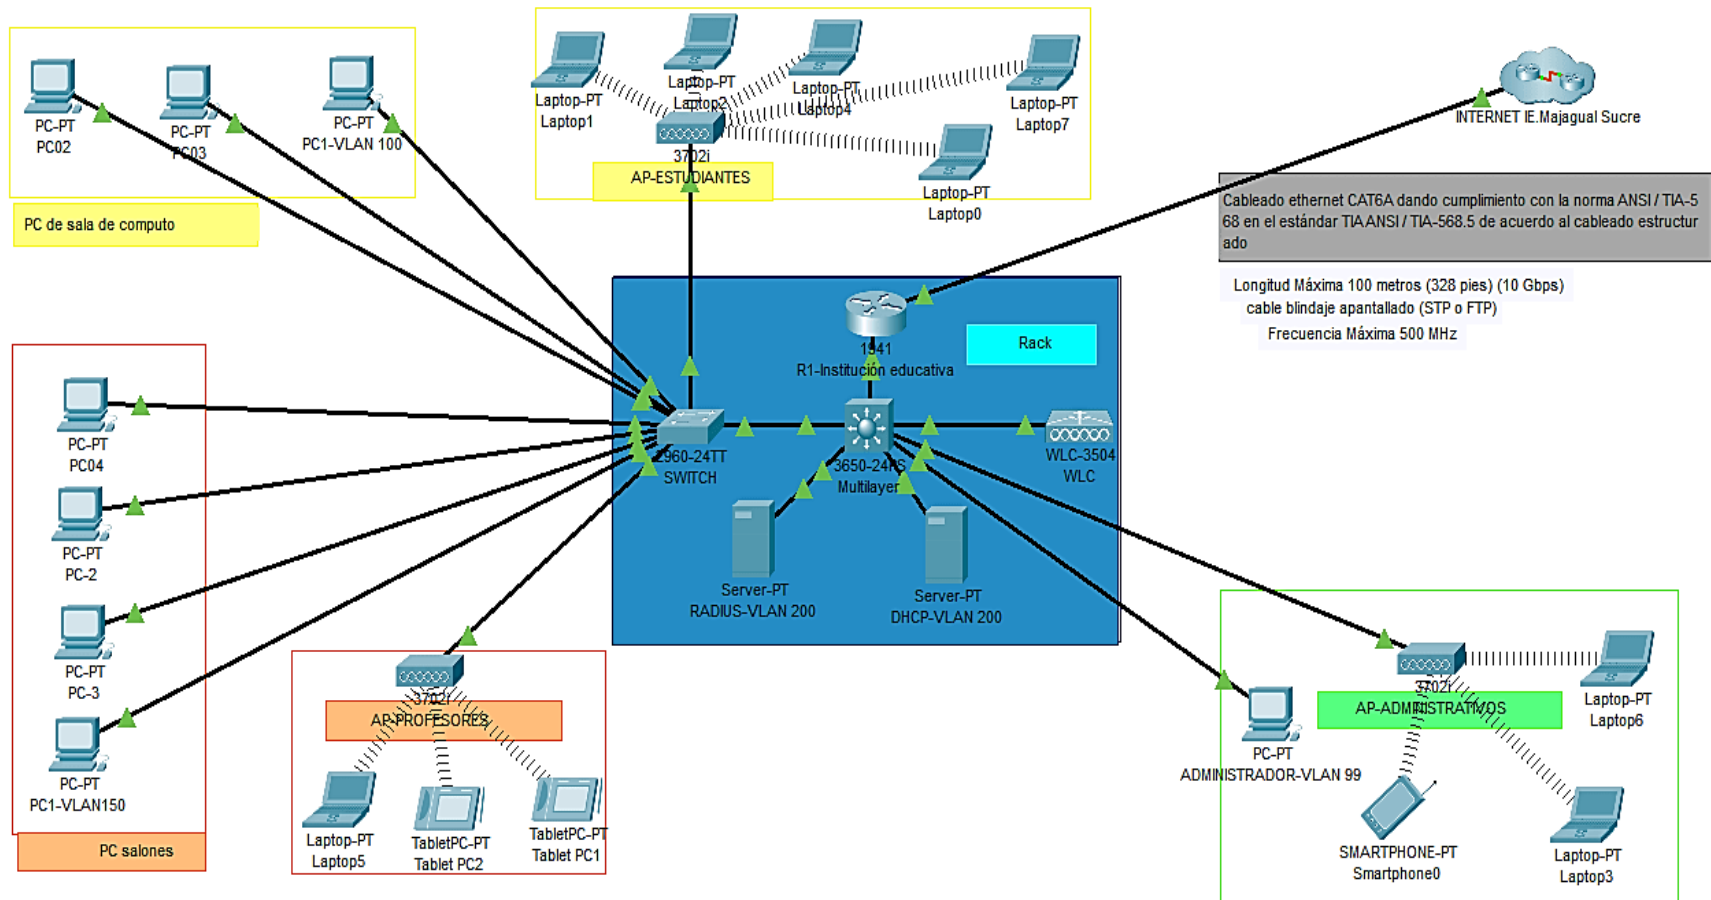 PC-PT
PC02
PC-PT
PC03
PC-PT
PC1-VLAN 100
PC de sala de computo
Laptop-PT
Laptop1
Laptop-PT
Laptop2
Laptop-PT
Laptop4
Laptop-PT
Laptop7
Laptop-PT
Laptop0
3702i
AP-ESTUDIANTES
INTERNET IE.Majagual Sucre
Cableado ethernet CAT6A dando cumplimiento con la norma ANSI / TIA-5
68 en el estándar TIA ANSI / TIA-568.5 de acuerdo al cableado estructur
ado
Longitud Máxima 100 metros (328 pies) (10 Gbps)
cable blindaje apantallado (STP o FTP)
Frecuencia Máxima 500 MHz
1941
R1-Institución educativa
Rack
2960-24TT
SWITCH
3650-24PS
Multilayer
WLC-3504
WLC
Server-PT
RADIUS-VLAN 200
Server-PT
DHCP-VLAN 200
PC-PT
PC04
PC-PT
PC-2
PC-PT
PC-3
PC-PT
PC1-VLAN150
PC salones
3702i
AP-PROFESORES
Laptop-PT
Laptop5
TabletPC-PT
Tablet PC2
TabletPC-PT
Tablet PC1
3702i
AP-ADMINISTRATIVOS
Laptop-PT
Laptop6
PC-PT
ADMINISTRADOR-VLAN 99
SMARTPHONE-PT
Smartphone0
Laptop-PT
Laptop3